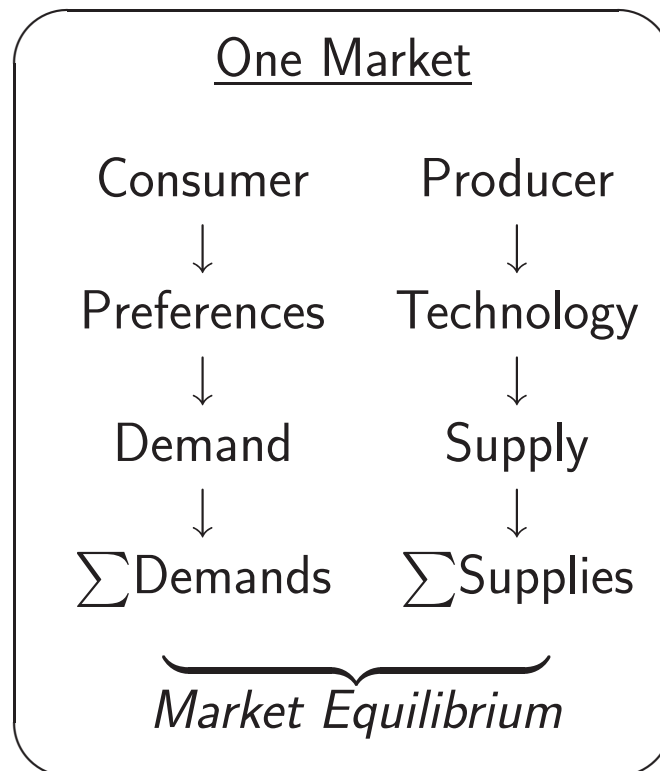 One Market
Consumer Producer
↓ ↓
Preferences Technology
↓ ↓
Demand Supply
↓ ↓
∑Demands ∑Supplies
Market Equilibrium